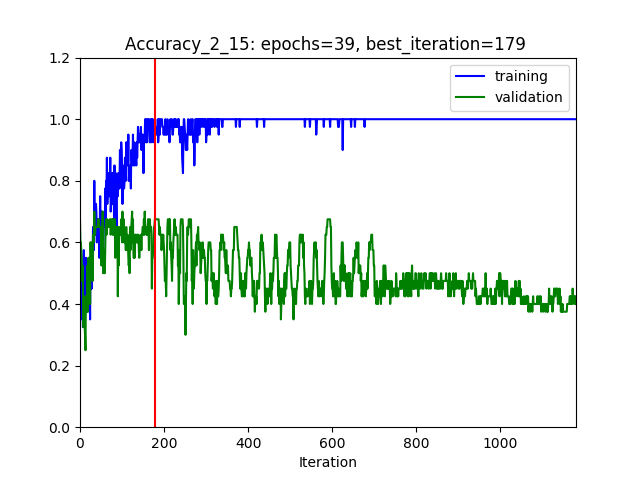 Accuracy_2_15: epochs=39, best_iteration=179
training
validation
1.2
1.0
0.8
0.6
0.4
0.2
0.0
0 200 400 600 800 1000
Iteration